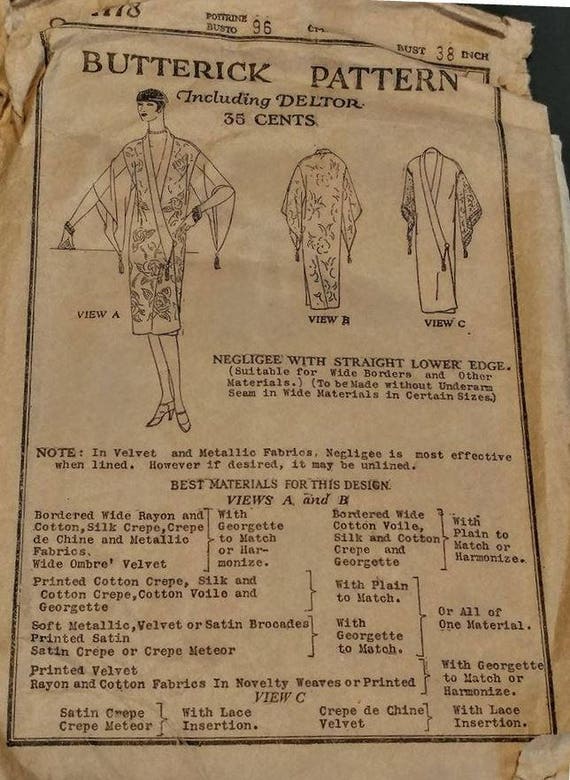 POITRINE
BUSTO 96 Cm.
BUST 38 INCH
BUTTERICK PATTERN
Including DELTOR
35 CENTS
VIEW A
VIEW B
VIEW C
NEGLIGEE WITH STRAIGHT LOWER EDGE.
(Suitable for Wide Borders and Other
Materials.) (To be Made without Underarm
Seam in Wide Materials in Certain Sizes.)
NOTE: In Velvet and Metallic Fabrics, Negligee is most effective
when lined. However if desired, it may be unlined.
BEST MATERIALS FOR THIS DESIGN.
VIEWS A and B
Bordered Wide Rayon and
Cotton, Silk Crepe, Crepe
de Chine and Metallic
Fabrics.
Wide Ombre' Velvet
With
Georgette
to Match
or Har-
monize.
Bordered Wide
Cotton Voile,
Silk and Cotton
Crepe and
Georgette
With
Plain to
Match or
Harmonize.
Printed Cotton Crepe, Silk and
Cotton Crepe, Cotton Voile and
Georgette
With Plain
to Match.
Soft Metallic, Velvet or Satin Brocades
Printed Satin
Satin Crepe or Crepe Meteor
With
Georgette
to Match.
Or All of
One Material.
Printed Velvet
Rayon and Cotton Fabrics In Novelty Weaves or Printed
With Georgette
to Match or
Harmonize.
VIEW C
Satin Crepe
Crepe Meteor
With Lace
Insertion.
Crepe de Chine
Velvet
With Lace
Insertion.